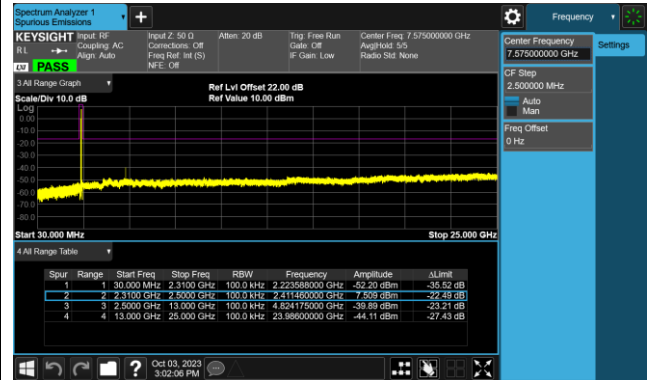 Spectrum Analyzer 1
Spurious Emissions
Frequency
KEYSIGHT
RL
Input: RF
Coupling: AC
Align: Auto
Input Z: 50 Ω
Corrections: Off
Freq Ref: Int (S)
NFE: Off
Atten: 20 dB
Trig: Free Run
Gate: Off
IF Gain: Low
Center Freq: 7.575000000 GHz
Avg|Hold: 5/5
Radio Std: None
LXI PASS
Center Frequency
7.575000000 GHz
Settings
CF Step
2.500000 MHz
Auto
Man
Freq Offset
0 Hz
3 All Range Graph
Scale/Div 10.0 dB
Ref Lvl Offset 22.00 dB
Ref Value 10.00 dBm
Log
0.00
-10.0
-20.0
-30.0
-40.0
-50.0
-60.0
-70.0
-80.0
Start 30.000 MHz
Stop 25.000 GHz
4 All Range Table
Spur Range Start Freq Stop Freq RBW Frequency Amplitude ΔLimit
1 1 30.000 MHz 2.3100 GHz 100.0 kHz 2.223588000 GHz -52.20 dBm -35.52 dB
2 2 2.3100 GHz 2.5000 GHz 100.0 kHz 2.411460000 GHz 7.509 dBm -22.49 dB
3 3 2.5000 GHz 13.000 GHz 100.0 kHz 4.824175000 GHz -39.89 dBm -23.21 dB
4 4 13.000 GHz 25.000 GHz 100.0 kHz 23.98600000 GHz -44.11 dBm -27.43 dB
Oct 03, 2023
3:02:06 PM